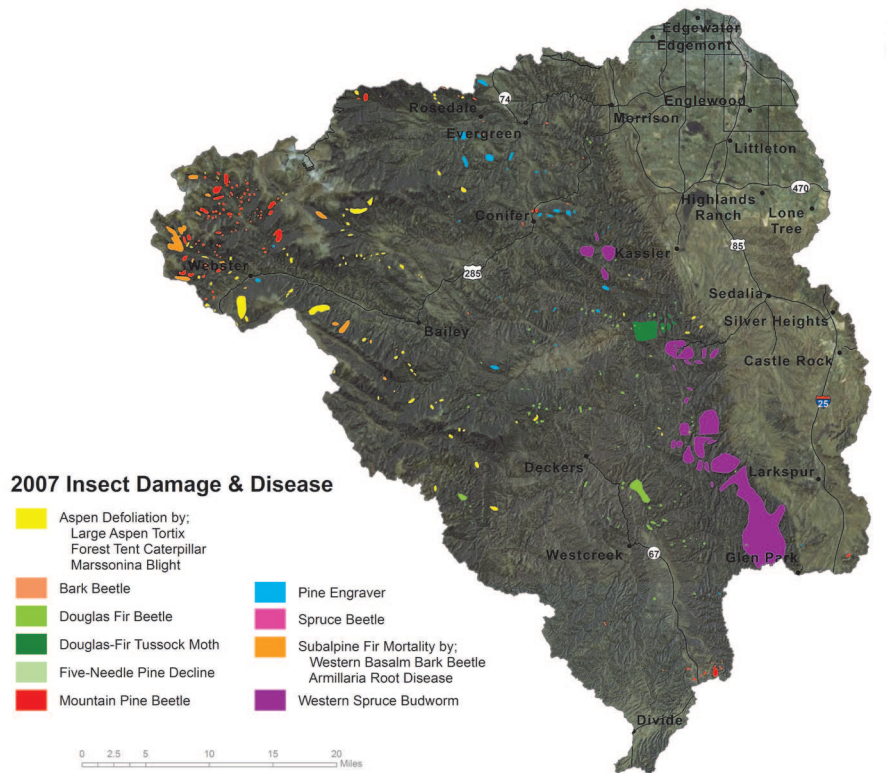 Edgewater
Edgemont
74
Rosedale
Englewood
Morrison
Evergreen
Littleton
470
Highlands
Ranch
Lone
Tree
Conifer
85
Kassler
Webster
285
Sedalia
Silver Heights
Bailey
Castle Rock
25
Deckers
Larkspur
Westcreek
67
Glen Park
Divide
2007 Insect Damage & Disease
Aspen Defoliation by;
Large Aspen Tortix
Forest Tent Caterpillar
Marssonina Blight
Bark Beetle
Douglas Fir Beetle
Douglas-Fir Tussock Moth
Five-Needle Pine Decline
Mountain Pine Beetle
Pine Engraver
Spruce Beetle
Subalpine Fir Mortality by;
Western Basalm Bark Beetle
Armillaria Root Disease
Western Spruce Budworm
0 2.5 5 10 15 20
Miles